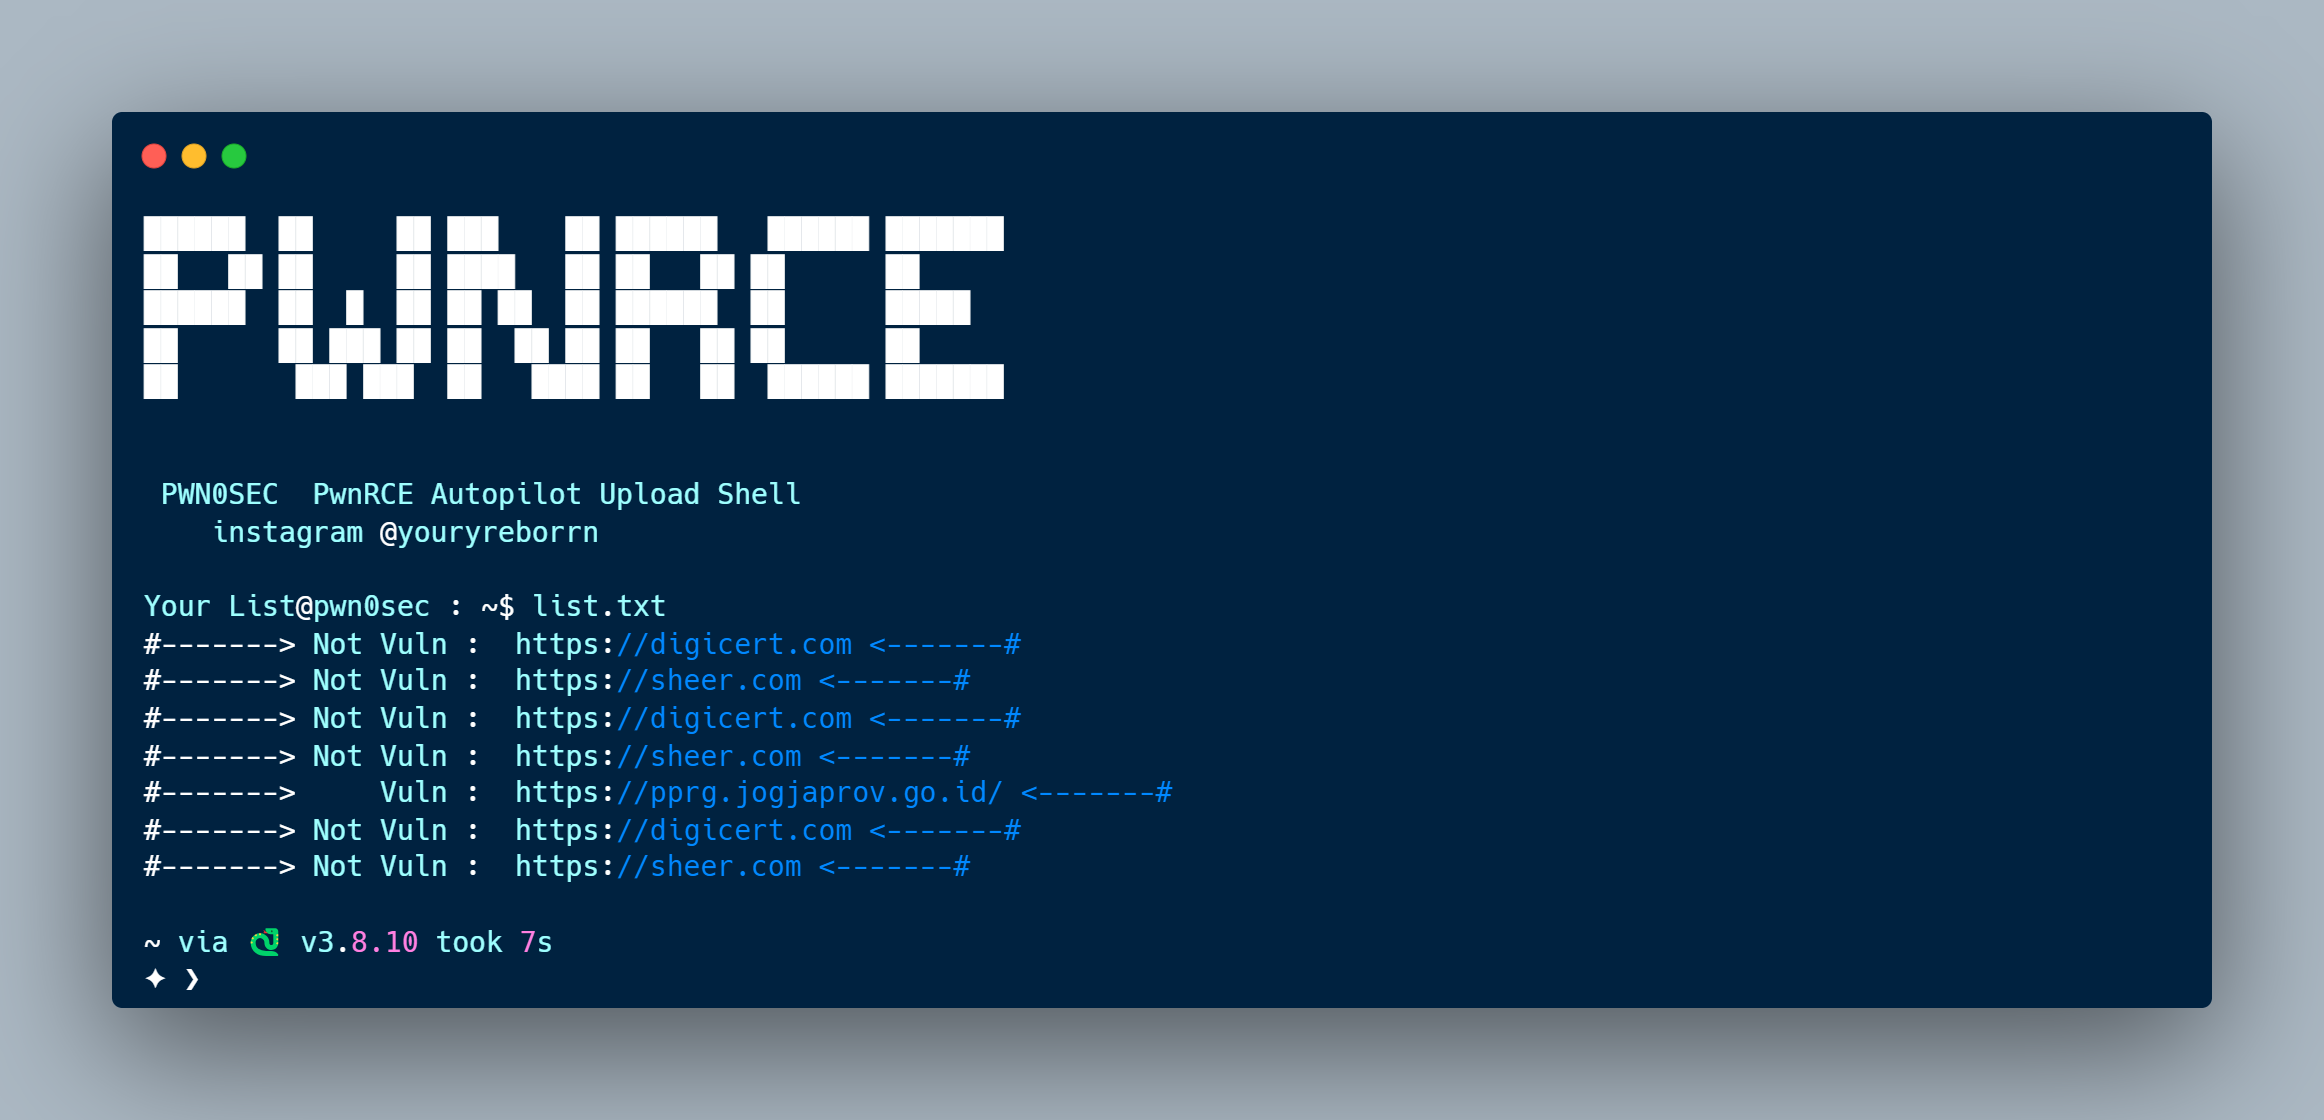 PWNRCE
PWN0SEC  PwnRCE Autopilot Upload Shell
instagram @youryreborrn
Your List@pwn0sec : ~$ list.txt
#-------> Not Vuln :  https://digicert.com <-------#
#-------> Not Vuln :  https://sheer.com <-------#
#-------> Not Vuln :  https://digicert.com <-------#
#-------> Not Vuln :  https://sheer.com <-------#
#------->     Vuln :  https://pprg.jogjaprov.go.id/ <-------#
#-------> Not Vuln :  https://digicert.com <-------#
#-------> Not Vuln :  https://sheer.com <-------#
~ via 🐍 v3.8.10 took 7s
✦ ❯